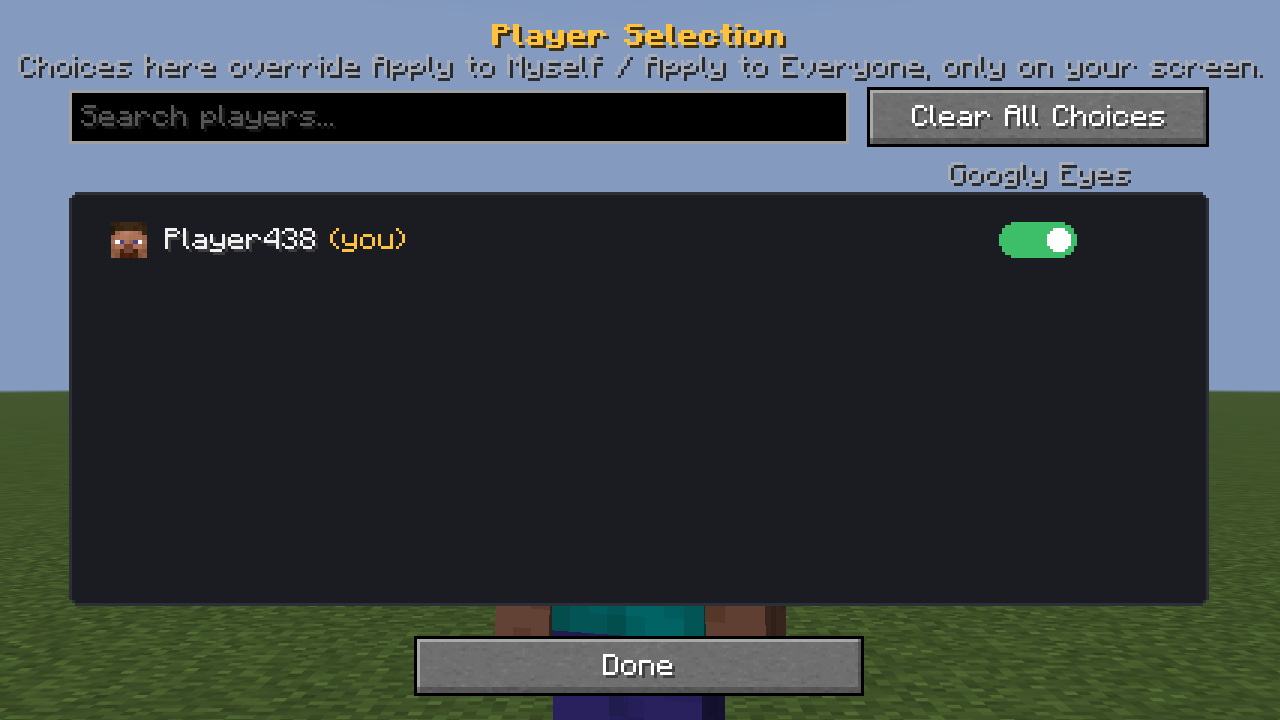 Player Selection
Choices here override Apply to Myself / Apply to Everyone, only on your screen.
Search players...
Clear All Choices
Googly Eyes
Player438 (you)
Done